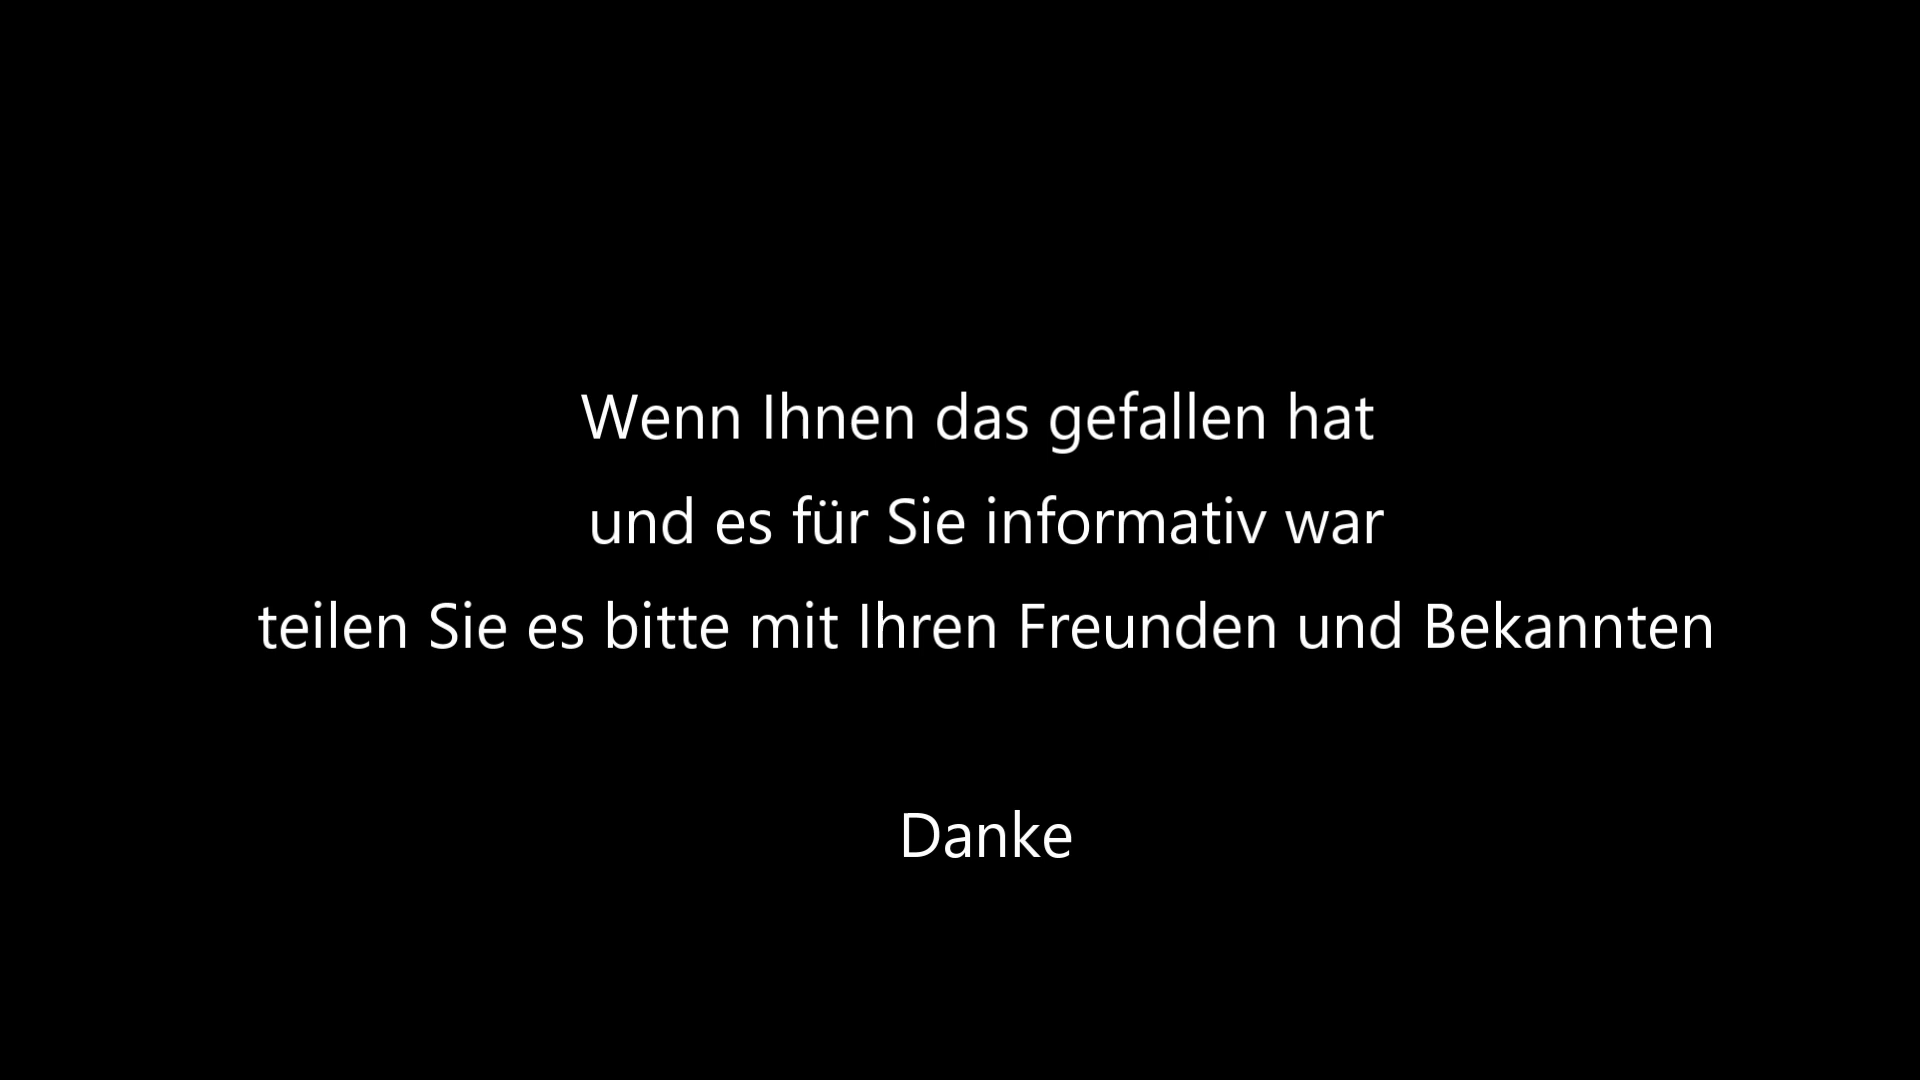 Wenn Ihnen das gefallen hat
und es für Sie informativ war
teilen Sie es bitte mit Ihren Freunden und Bekannten
Danke